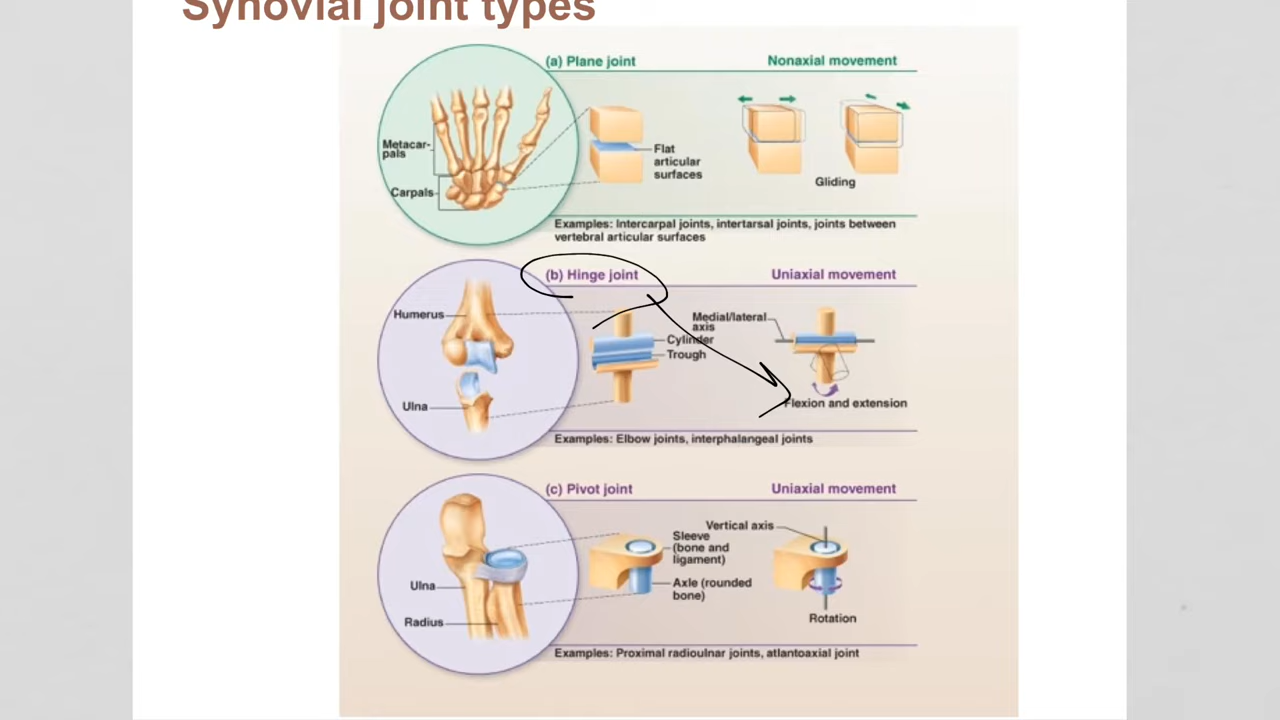 Synovial joint types
(a) Plane joint
Nonaxial movement
Metacar-
pals
Carpals
Flat
articular
surfaces
Gliding
Examples: Intercarpal joints, intertarsal joints, joints between
vertebral articular surfaces
(b) Hinge joint
Uniaxial movement
Humerus
Ulna
Medial/lateral
axis
Cylinder
Trough
Flexion and extension
Examples: Elbow joints, interphalangeal joints
(c) Pivot joint
Uniaxial movement
Ulna
Radius
Vertical axis
Sleeve
(bone and
ligament)
Axle (rounded
bone)
Rotation
Examples: Proximal radioulnar joints, atlantoaxial joint